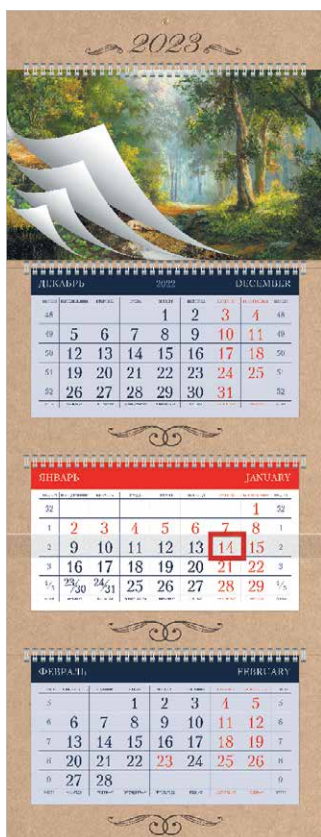 2023
ДЕКАБРЬ 2022 DECEMBER
48 1 2 3 4 48
49 5 6 7 8 9 10 11 49
50 12 13 14 15 16 17 18 50
51 19 20 21 22 23 24 25 51
52 26 27 28 29 30 31 52
ЯНВАРЬ JANUARY
52 1 52
1 2 3 4 5 6 7 8 1
2 9 10 11 12 13 14 15 2
3 16 17 18 19 20 21 22 3
23/30 24/31 25 26 27 28 29
ФЕВРАЛЬ FEBRUARY
5 1 2 3 4 5 5
6 6 7 8 9 10 11 12 6
7 13 14 15 16 17 18 19 7
8 20 21 22 23 24 25 26 8
9 27 28 9